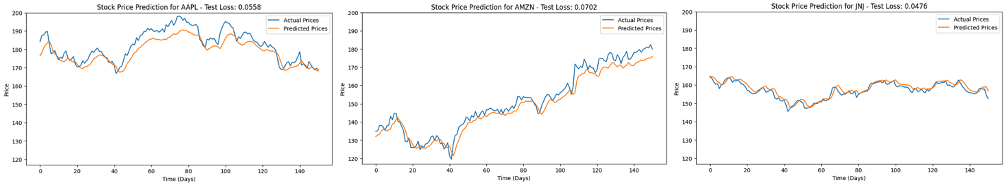 Stock Price Prediction for AAPL - Test Loss: 0.0558
Actual Prices
Predicted Prices
200
190
180
170
160
150
140
130
120
Price
0 20 40 60 80 100 120 140
Time (Days)
Stock Price Prediction for AMZN - Test Loss: 0.0702
Actual Prices
Predicted Prices
200
190
180
170
160
150
140
130
120
Price
0 20 40 60 80 100 120 140
Time (Days)
Stock Price Prediction for JNJ - Test Loss: 0.0476
Actual Prices
Predicted Prices
200
190
180
170
160
150
140
130
120
Price
0 20 40 60 80 100 120 140
Time (Days)